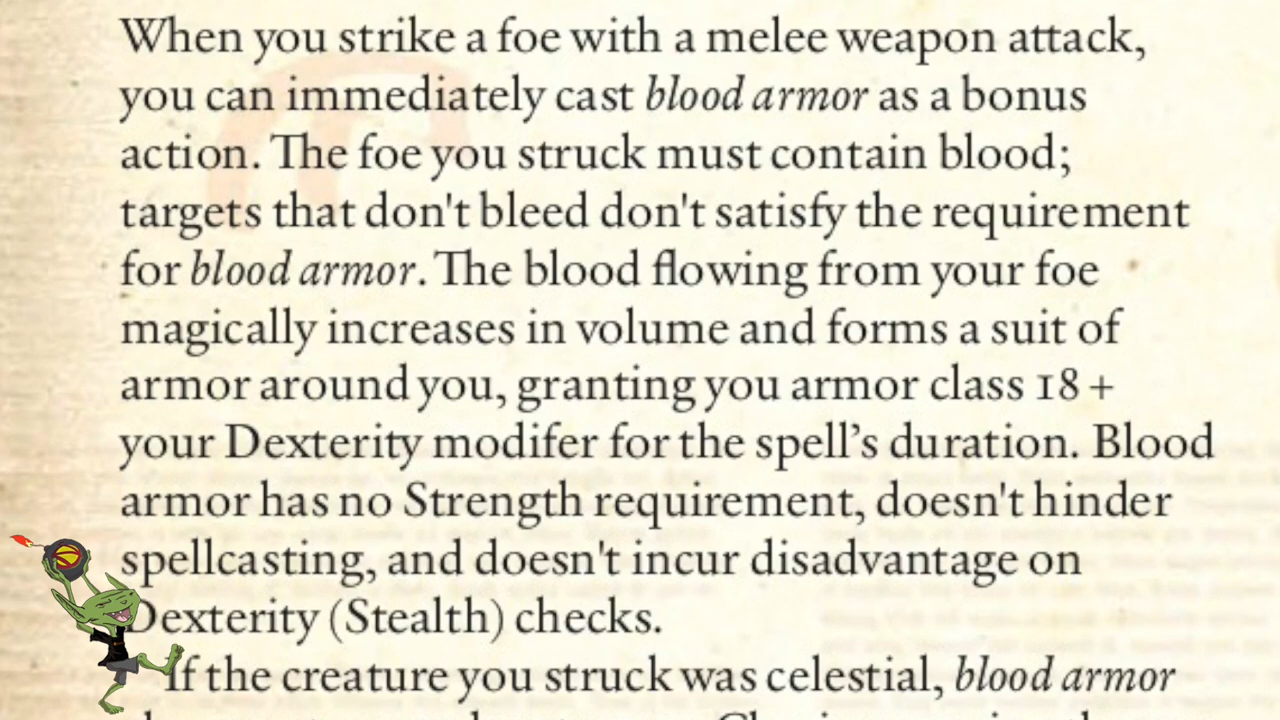 When you strike a foe with a melee weapon attack,
you can immediately cast blood armor as a bonus
action. The foe you struck must contain blood;
targets that don't bleed don't satisfy the requirement
for blood armor. The blood flowing from your foe
magically increases in volume and forms a suit of
armor around you, granting you armor class 18 +
your Dexterity modifer for the spell’s duration. Blood
armor has no Strength requirement, doesn't hinder
spellcasting, and doesn't incur disadvantage on
Dexterity (Stealth) checks.
If the creature you struck was celestial, blood armor